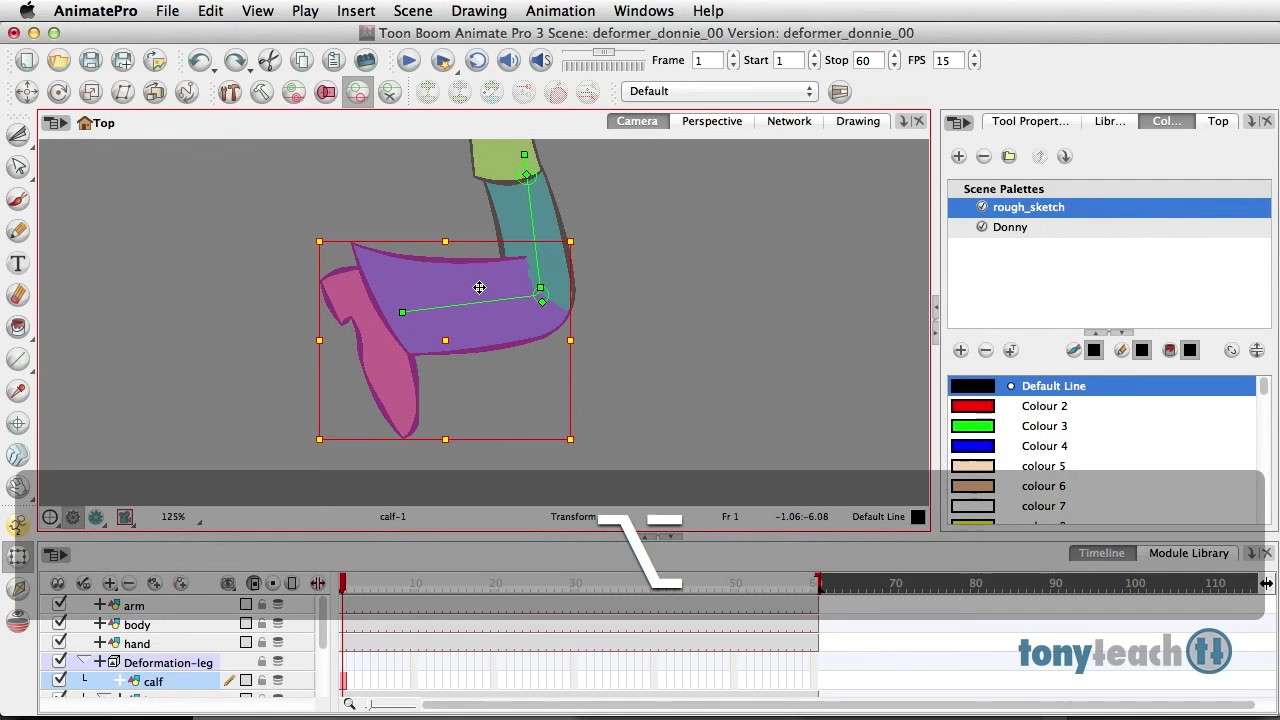 AnimatePro File Edit View Play Insert Scene Drawing Animation Windows Help
Toon Boom Animate Pro 3 Scene: deformer_donnie_00 Version: deformer_donnie_00
Frame 1 Start 1 Stop 60 FPS 15
Default
Top Camera Perspective Network Drawing Tool Propert... Libr... Col... Top
Scene Palettes
rough_sketch
Donny
Default Line
Colour 2
Colour 3
Colour 4
colour 5
colour 6
colour 7
125% calf-1 Transform Fr 1 -1.06:-6.08 Default Line
Timeline Module Library
10 20 30 50 70 80 90 100 110
arm
body
hand
Deformation-leg
calf
tonyteach tt